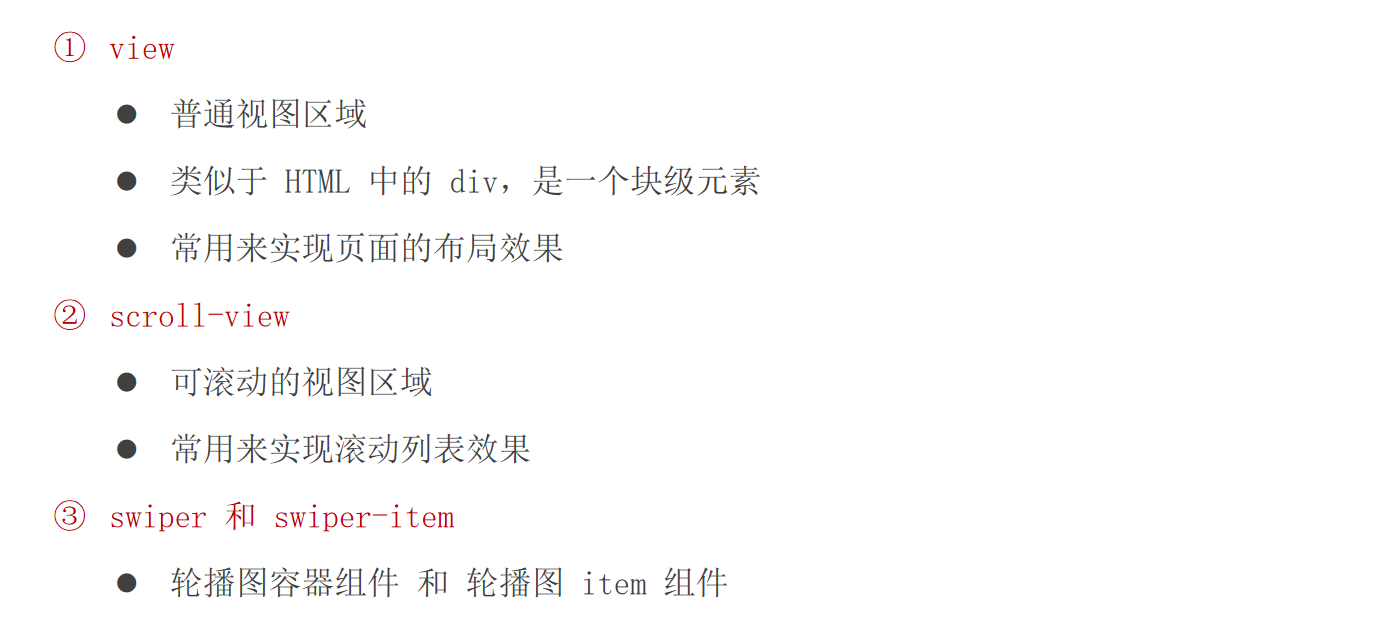 ① view
● 普通视图区域
● 类似于 HTML 中的 div，是一个块级元素
● 常用来实现页面的布局效果
② scroll-view
● 可滚动的视图区域
● 常用来实现滚动列表效果
③ swiper 和 swiper-item
● 轮播图容器组件 和 轮播图 item 组件